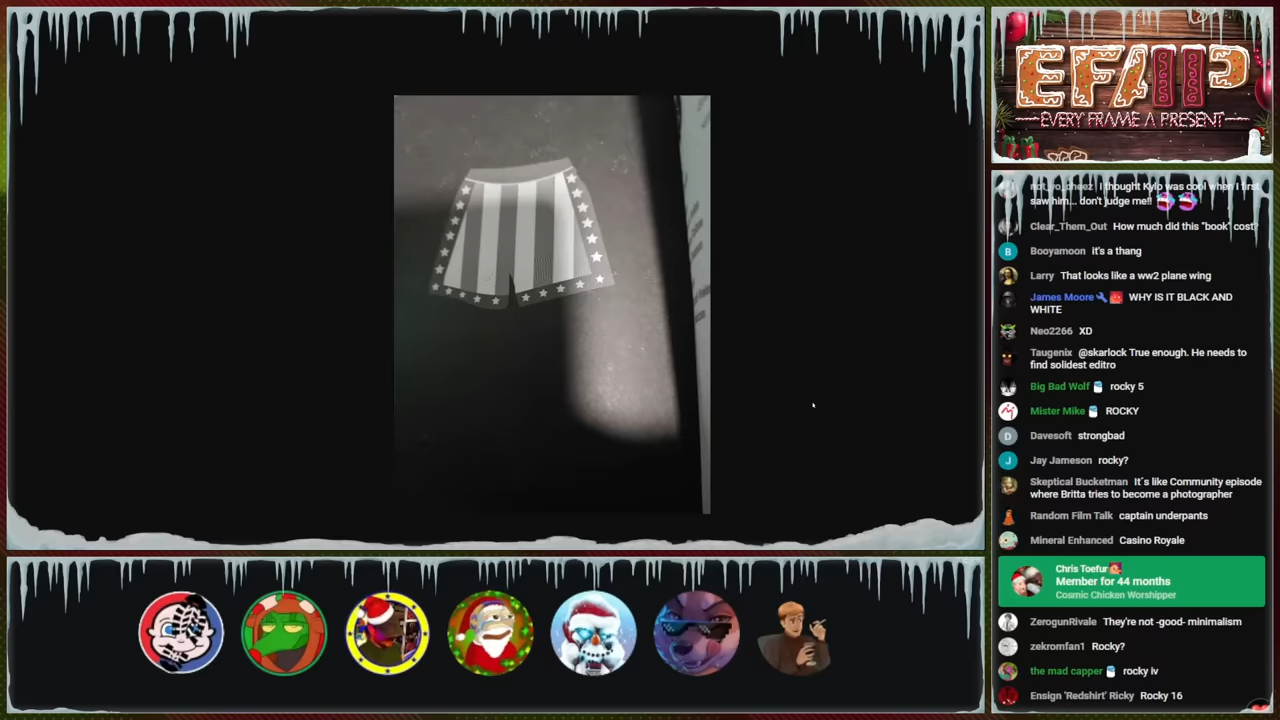 EFAP
EVERY FRAME A PRESENT
not_yo_cheez I thought Kylo was cool when I first
saw him... don't judge me!!
Clear_Them_Out How much did this "book" cost?
B
Booyamoon it's a thang
Larry That looks like a ww2 plane wing
James Moore WHY IS IT BLACK AND
WHITE
Neo2266 XD
Taugenix @skarlock True enough. He needs to
find solidest editro
Big Bad Wolf rocky 5
Mister Mike ROCKY
D
Davesoft strongbad
J
Jay Jameson rocky?
Skeptical Bucketman It´s like Community episode
where Britta tries to become a photographer
Random Film Talk captain underpants
Mineral Enhanced Casino Royale
Chris Toefur
Member for 44 months
Cosmic Chicken Worshipper
ZerogunRivale They're not -good- minimalism
zekromfan1 Rocky?
the mad capper rocky iv
Ensign 'Redshirt' Ricky Rocky 16